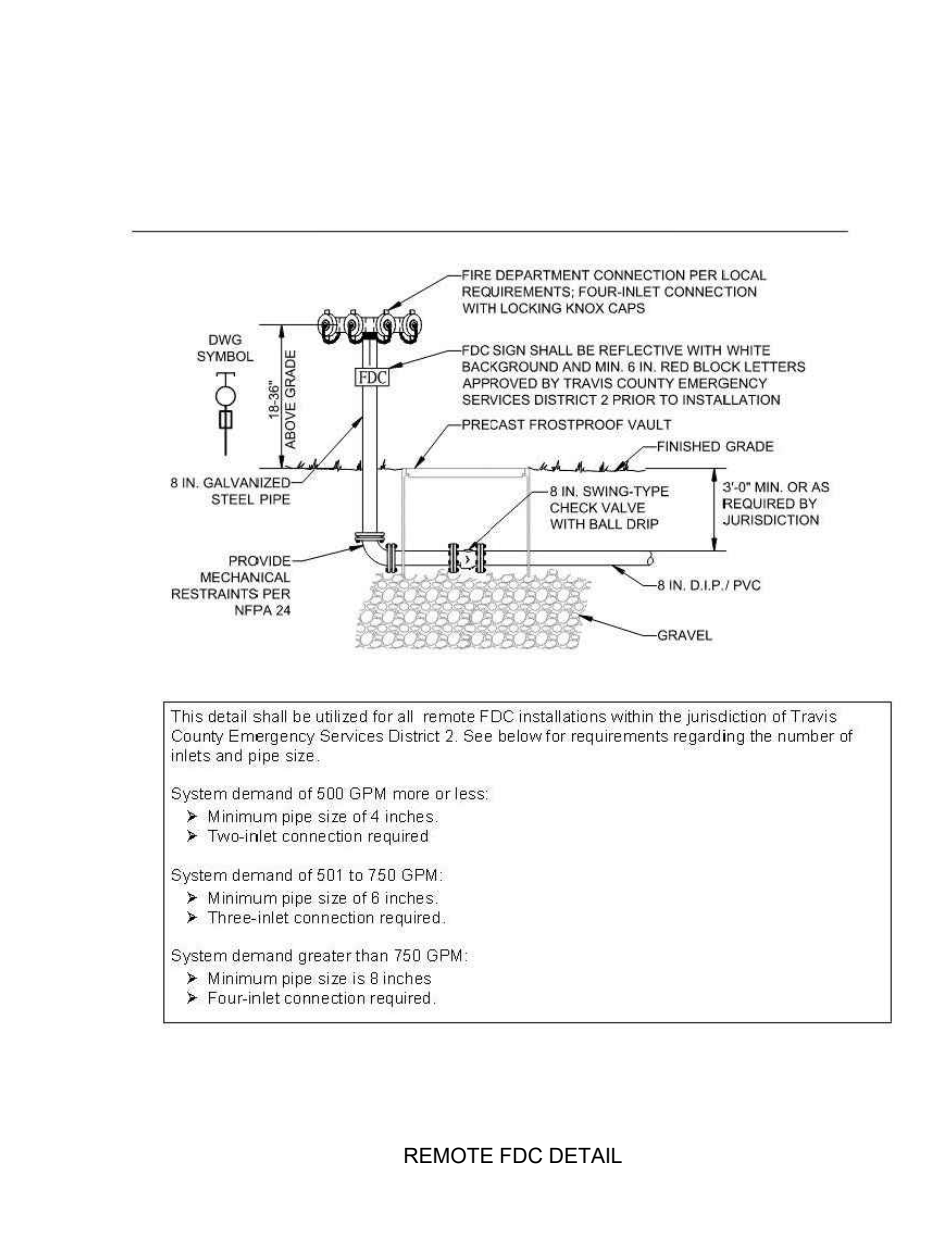 FIRE DEPARTMENT CONNECTION PER LOCAL
REQUIREMENTS; FOUR-INLET CONNECTION
WITH LOCKING KNOX CAPS
DWG
SYMBOL
18-36"
ABOVE GRADE
FDC
FDC SIGN SHALL BE REFLECTIVE WITH WHITE
BACKGROUND AND MIN. 6 IN. RED BLOCK LETTERS
APPROVED BY TRAVIS COUNTY EMERGENCY
SERVICES DISTRICT 2 PRIOR TO INSTALLATION
PRECAST FROSTPROOF VAULT
FINISHED GRADE
8 IN. GALVANIZED
STEEL PIPE
8 IN. SWING-TYPE
CHECK VALVE
WITH BALL DRIP
3'-0" MIN. OR AS
REQUIRED BY
JURISDICTION
PROVIDE
MECHANICAL
RESTRAINTS PER
NFPA 24
8 IN. D.I.P./ PVC
GRAVEL
This detail shall be utilized for all remote FDC installations within the jurisdiction of Travis
County Emergency Services District 2. See below for requirements regarding the number of
inlets and pipe size.
System demand of 500 GPM more or less:
➢ Minimum pipe size of 4 inches.
➢ Two-inlet connection required
System demand of 501 to 750 GPM:
➢ Minimum pipe size of 6 inches.
➢ Three-inlet connection required.
System demand greater than 750 GPM:
➢ Minimum pipe size is 8 inches
➢ Four-inlet connection required.
REMOTE FDC DETAIL